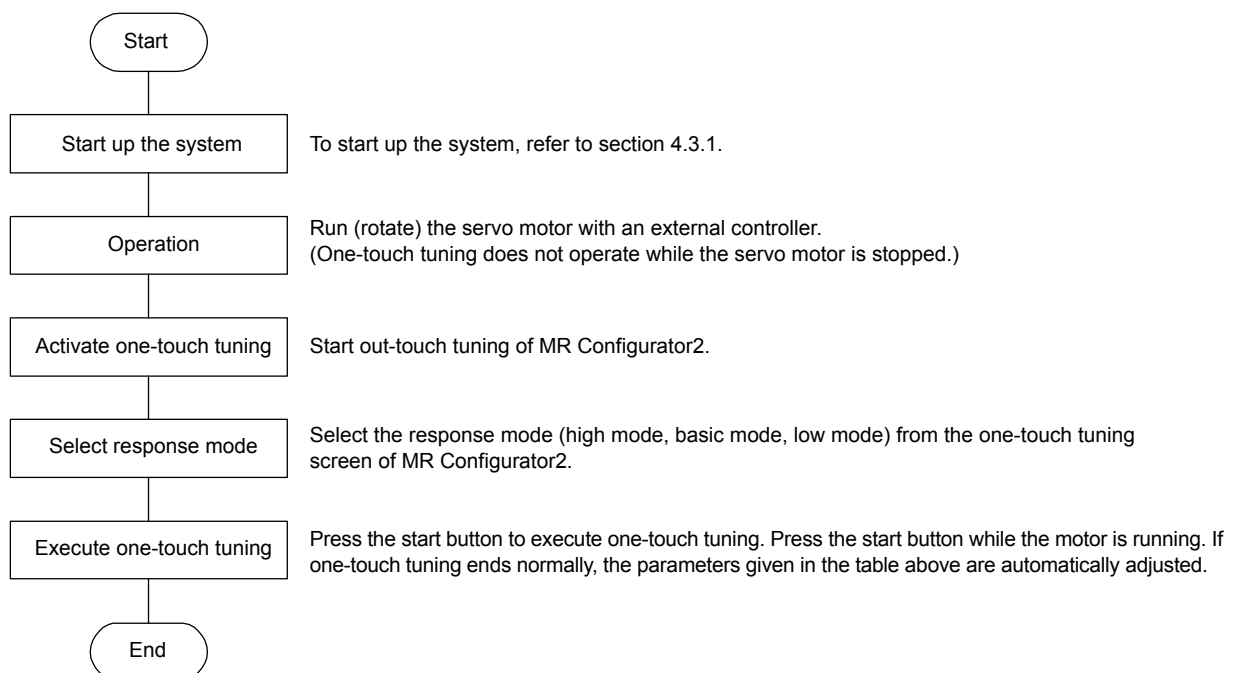 Start
Start up the system
To start up the system, refer to section 4.3.1.
Operation
Run (rotate) the servo motor with an external controller.
(One-touch tuning does not operate while the servo motor is stopped.)
Activate one-touch tuning
Start out-touch tuning of MR Configurator2.
Select response mode
Select the response mode (high mode, basic mode, low mode) from the one-touch tuning
screen of MR Configurator2.
Execute one-touch tuning
Press the start button to execute one-touch tuning. Press the start button while the motor is running. If
one-touch tuning ends normally, the parameters given in the table above are automatically adjusted.
End